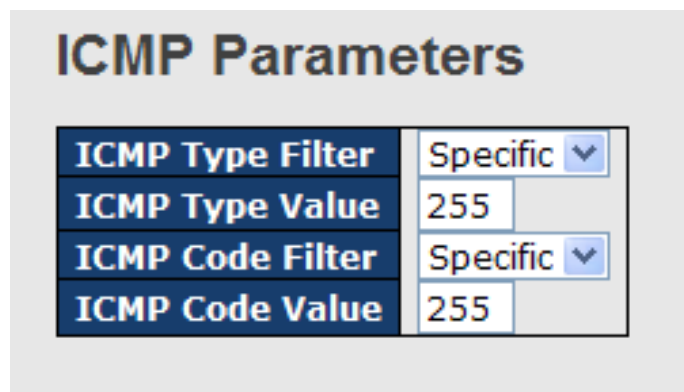 ICMP Parameters
ICMP Type Filter Specific
ICMP Type Value 255
ICMP Code Filter Specific
ICMP Code Value 255